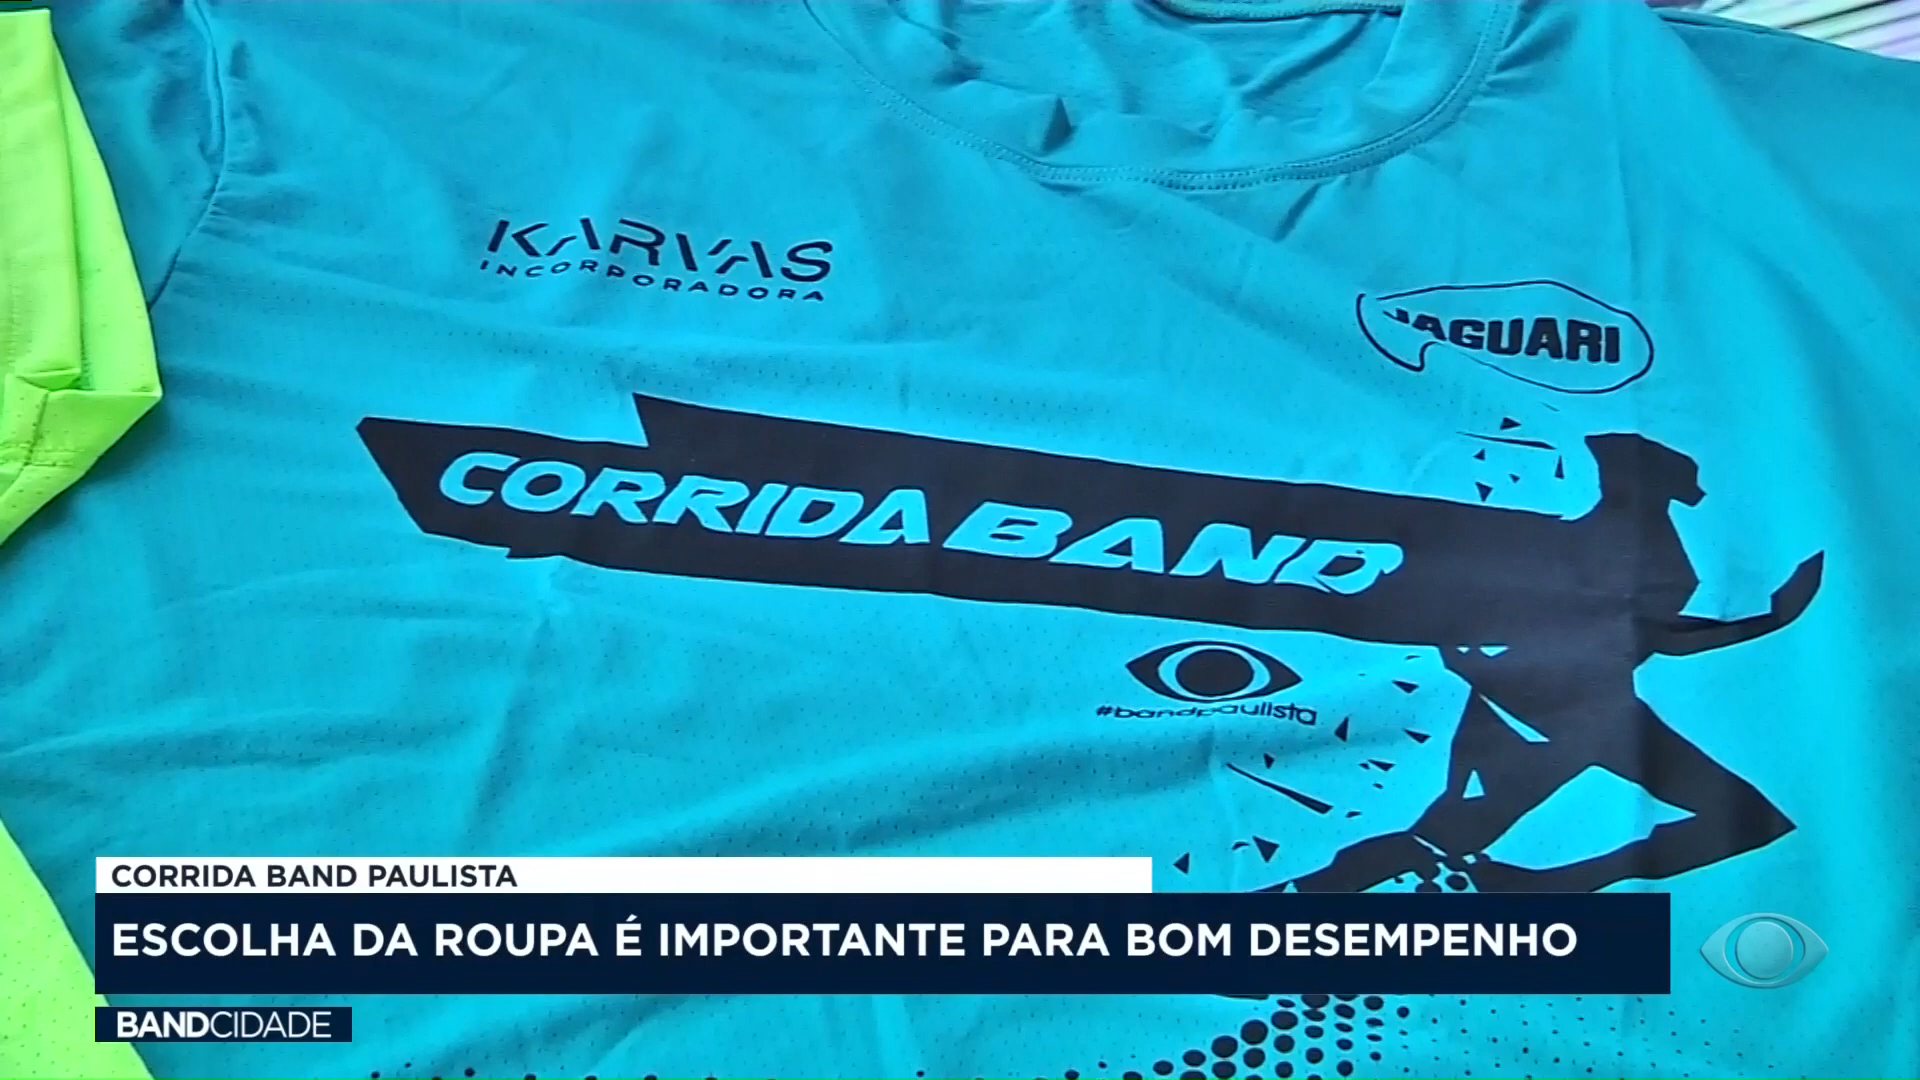 KARVAS
INCORPORADORA
JAGUARI
CORRIDA BAND
#bandpaulista
CORRIDA BAND PAULISTA
ESCOLHA DA ROUPA É IMPORTANTE PARA BOM DESEMPENHO
BANDCIDADE